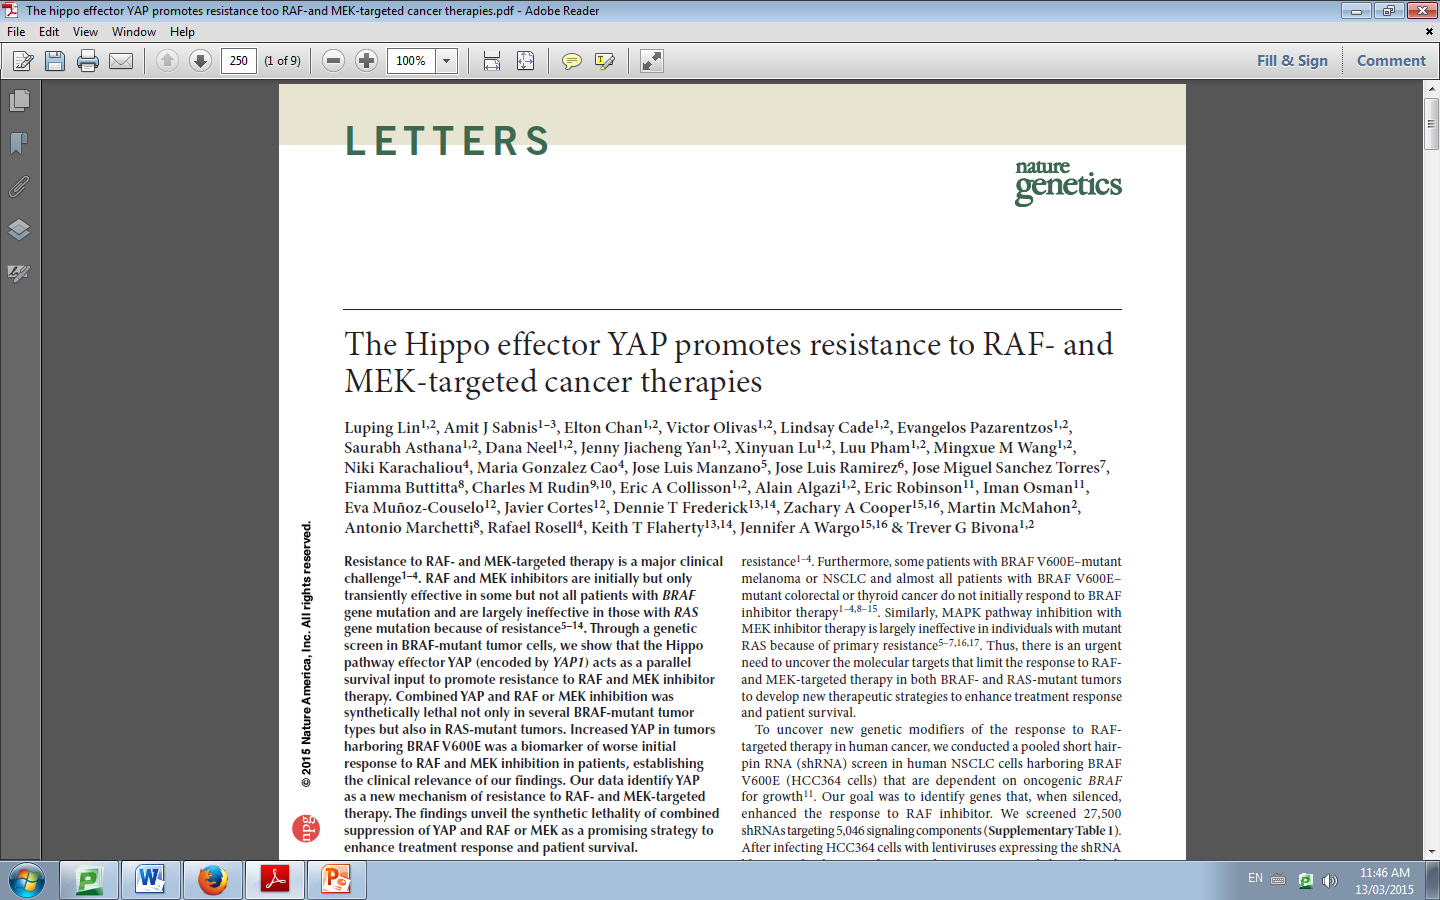 The hippo effector YAP promotes resistance too RAF-and MEK-targeted cancer therapies.pdf - Adobe Reader
File Edit View Window Help
250 (1 of 9) 100% Fill & Sign Comment
LETTERS
nature
genetics
The Hippo effector YAP promotes resistance to RAF- and
MEK-targeted cancer therapies
Luping Lin1,2, Amit J Sabnis1–3, Elton Chan1,2, Victor Olivas1,2, Lindsay Cade1,2, Evangelos Pazarentzos1,2,
Saurabh Asthana1,2, Dana Neel1,2, Jenny Jiacheng Yan1,2, Xinyuan Lu1,2, Luu Pham1,2, Mingxue M Wang1,2,
Niki Karachaliou4, Maria Gonzalez Cao4, Jose Luis Manzano5, Jose Luis Ramirez6, Jose Miguel Sanchez Torres7,
Fiamma Buttitta8, Charles M Rudin9,10, Eric A Collisson1,2, Alain Algazi1,2, Eric Robinson11, Iman Osman11,
Eva Muñoz-Couselo12, Javier Cortes12, Dennie T Frederick13,14, Zachary A Cooper15,16, Martin McMahon2,
Antonio Marchetti8, Rafael Rosell4, Keith T Flaherty13,14, Jennifer A Wargo15,16 & Trever G Bivona1,2
Resistance to RAF- and MEK-targeted therapy is a major clinical
challenge1–4. RAF and MEK inhibitors are initially but only
transiently effective in some but not all patients with BRAF
gene mutation and are largely ineffective in those with RAS
gene mutation because of resistance5–14. Through a genetic
screen in BRAF-mutant tumor cells, we show that the Hippo
pathway effector YAP (encoded by YAP1) acts as a parallel
survival input to promote resistance to RAF and MEK inhibitor
therapy. Combined YAP and RAF or MEK inhibition was
synthetically lethal not only in several BRAF-mutant tumor
types but also in RAS-mutant tumors. Increased YAP in tumors
harboring BRAF V600E was a biomarker of worse initial
response to RAF and MEK inhibition in patients, establishing
the clinical relevance of our findings. Our data identify YAP
as a new mechanism of resistance to RAF- and MEK-targeted
therapy. The findings unveil the synthetic lethality of combined
suppression of YAP and RAF or MEK as a promising strategy to
enhance treatment response and patient survival.
resistance1–4. Furthermore, some patients with BRAF V600E–mutant
melanoma or NSCLC and almost all patients with BRAF V600E–
mutant colorectal or thyroid cancer do not initially respond to BRAF
inhibitor therapy1–4,8–15. Similarly, MAPK pathway inhibition with
MEK inhibitor therapy is largely ineffective in individuals with mutant
RAS because of primary resistance5–7,16,17. Thus, there is an urgent
need to uncover the molecular targets that limit the response to RAF-
and MEK-targeted therapy in both BRAF- and RAS-mutant tumors
to develop new therapeutic strategies to enhance treatment response
and patient survival.
To uncover new genetic modifiers of the response to RAF-
targeted therapy in human cancer, we conducted a pooled short hair-
pin RNA (shRNA) screen in human NSCLC cells harboring BRAF
V600E (HCC364 cells) that are dependent on oncogenic BRAF
for growth11. Our goal was to identify genes that, when silenced,
enhanced the response to RAF inhibitor. We screened 27,500
shRNAs targeting 5,046 signaling components (Supplementary Table 1).
After infecting HCC364 cells with lentiviruses expressing the shRNA
© 2015 Nature America, Inc. All rights reserved.
npg
EN
11:46 AM
13/03/2015